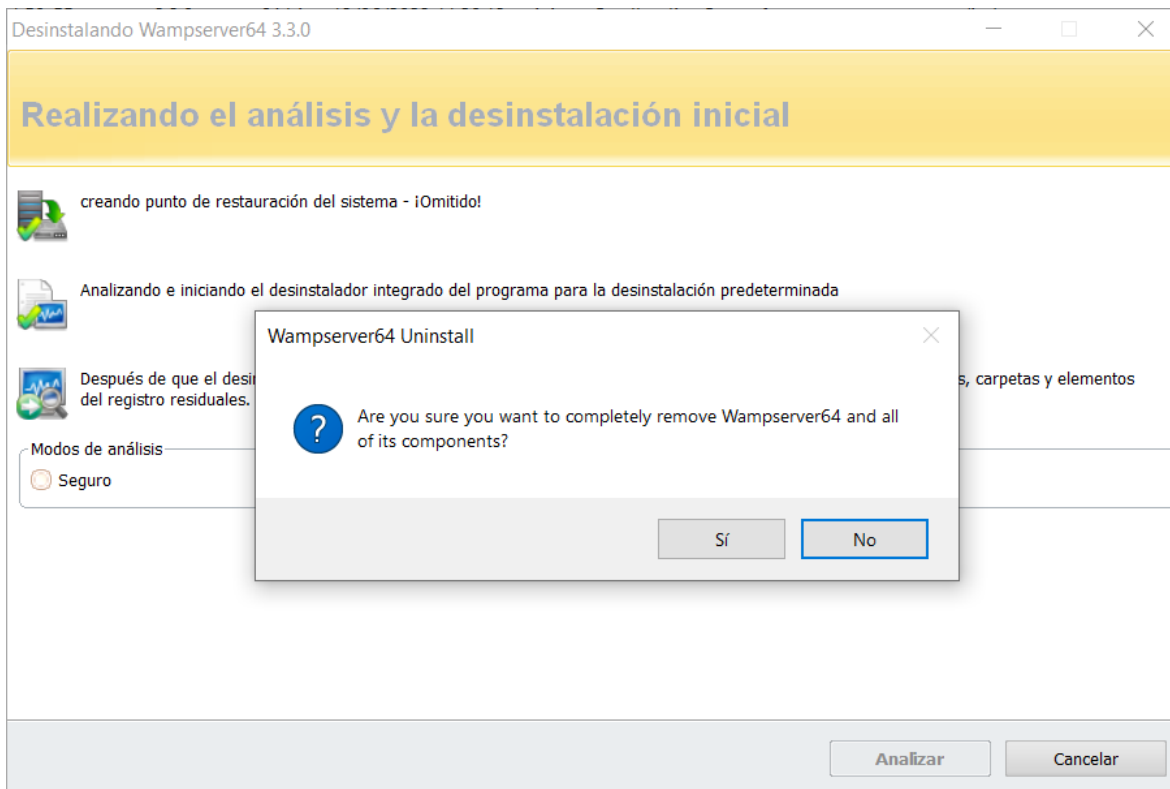 Desinstalando Wampserver64 3.3.0
Realizando el análisis y la desinstalación inicial
creando punto de restauración del sistema - ¡Omitido!
Analizando e iniciando el desinstalador integrado del programa para la desinstalación predeterminada
Después de que el desi
s, carpetas y elementos
del registro residuales.
Modos de análisis
Seguro
Wampserver64 Uninstall
Are you sure you want to completely remove Wampserver64 and all
of its components?
Sí
No
Analizar
Cancelar